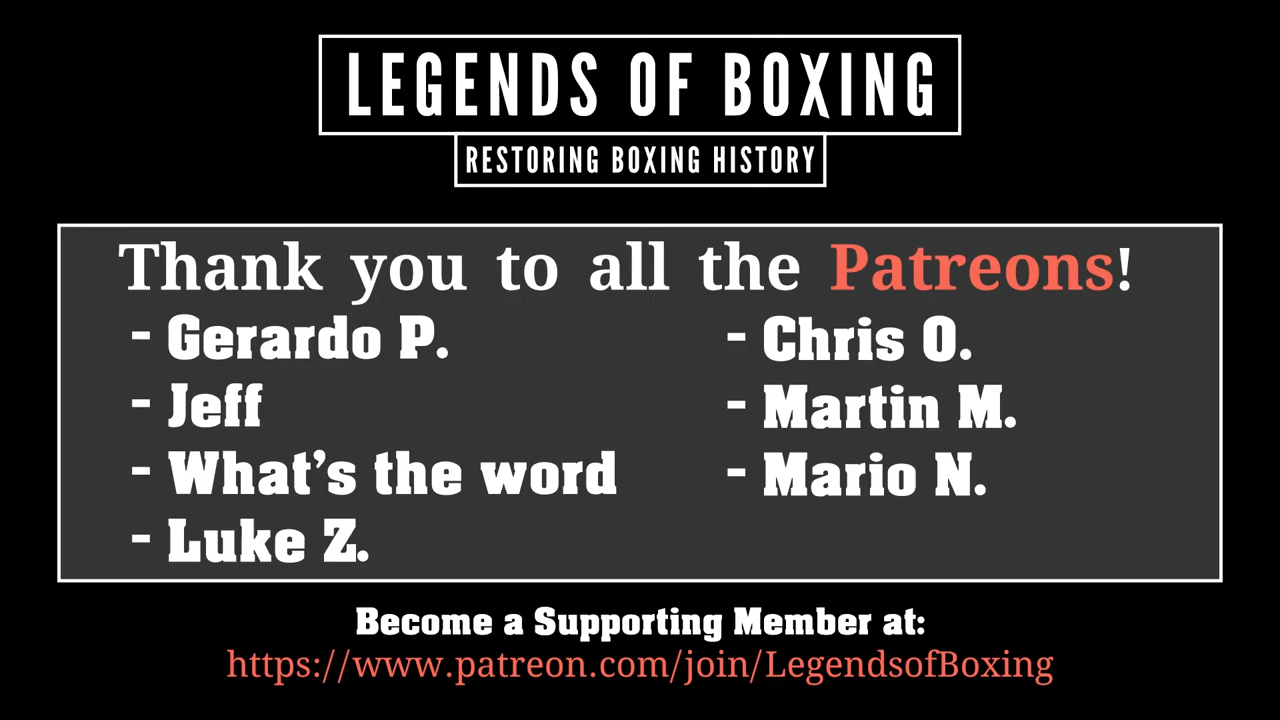 LEGENDS OF BOXING
RESTORING BOXING HISTORY
Thank you to all the Patreons!
- Gerardo P.
- Jeff
- What's the word
- Luke Z.
- Chris O.
- Martin M.
- Mario N.
Become a Supporting Member at:
https://www.patreon.com/join/LegendsofBoxing